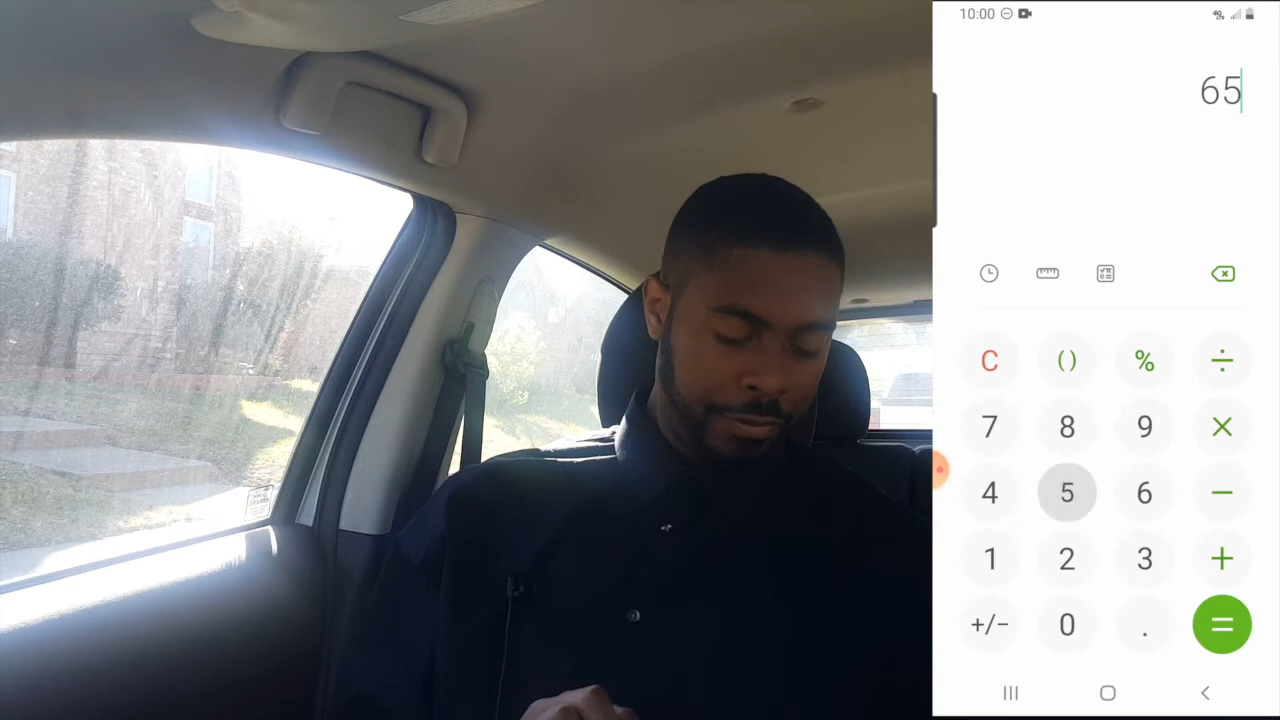 10:00
65
C () % ÷
7 8 9 ×
4 5 6 −
1 2 3 +
+/− 0 . =